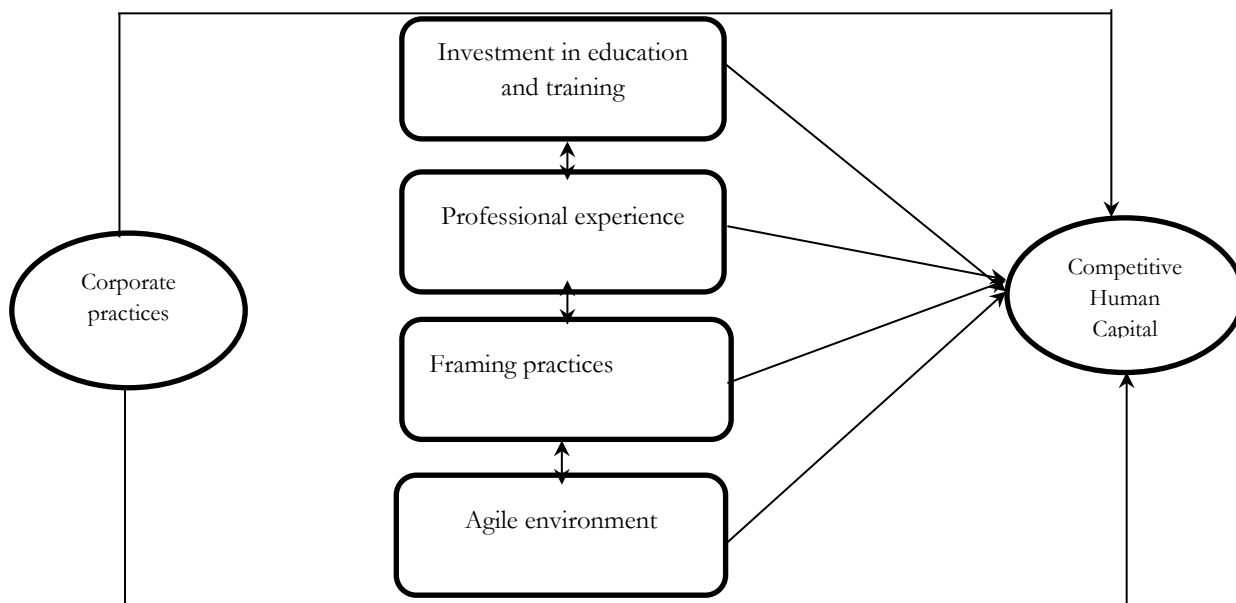 Investment in education
and training
Professional experience
Corporate
practices
Competitive
Human
Capital
Framing practices
Agile environment